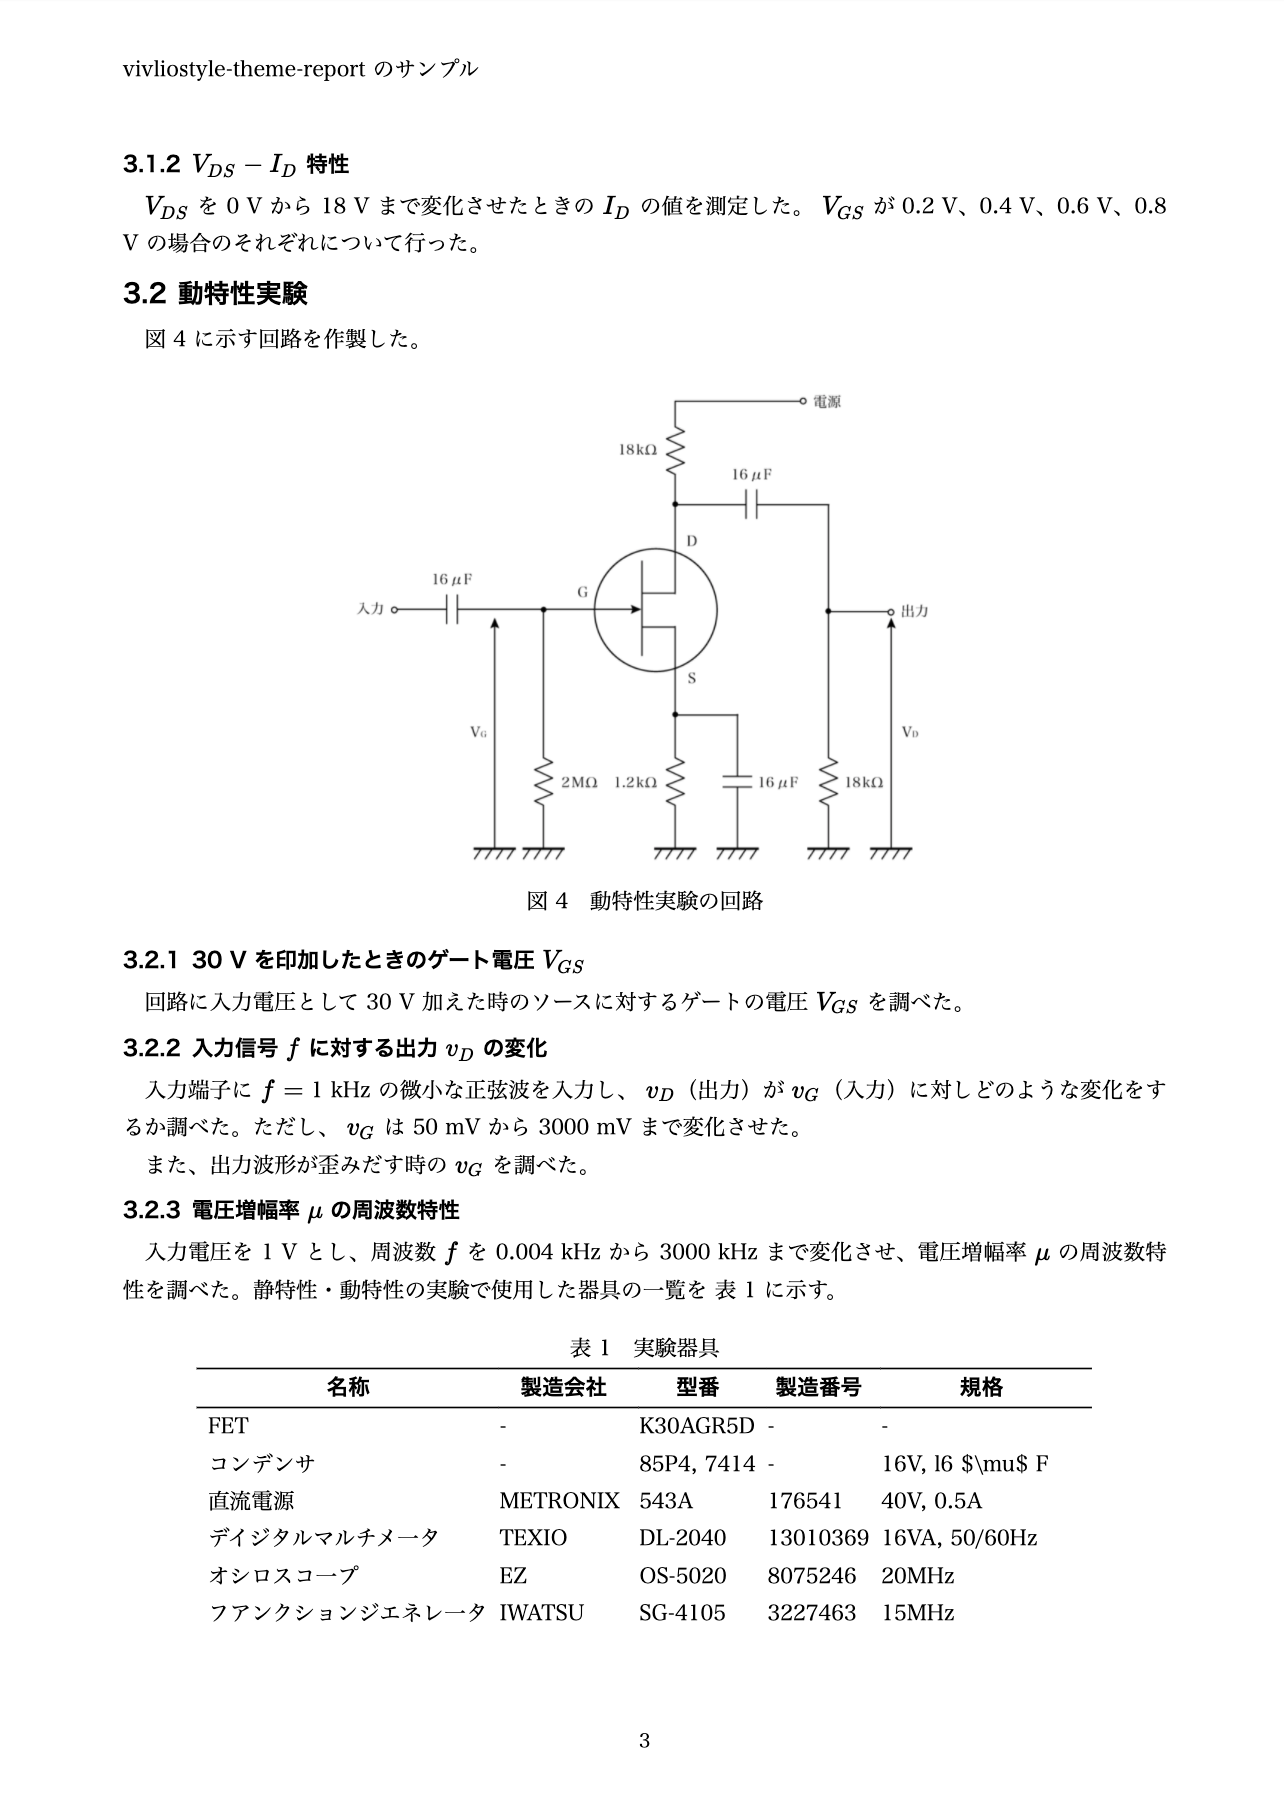 vivliostyle-theme-report のサンプル
3.1.2 V_DS − I_D 特性
V_DS を 0 V から 18 V まで変化させたときの I_D の値を測定した。 V_GS が 0.2 V、0.4 V、0.6 V、0.8
V の場合のそれぞれについて行った。
3.2 動特性実験
図 4 に示す回路を作製した。
電源
18kΩ
16 μF
D
16 μF
G
入力
出力
S
V_G
V_D
2MΩ 1.2kΩ 16 μF 18kΩ
図 4 動特性実験の回路
3.2.1 30 V を印加したときのゲート電圧 V_GS
回路に入力電圧として 30 V 加えた時のソースに対するゲートの電圧 V_GS を調べた。
3.2.2 入力信号 f に対する出力 v_D の変化
入力端子に f = 1 kHz の微小な正弦波を入力し、 v_D（出力）が v_G（入力）に対しどのような変化をす
るか調べた。ただし、 v_G は 50 mV から 3000 mV まで変化させた。
また、出力波形が歪みだす時の v_G を調べた。
3.2.3 電圧増幅率 μ の周波数特性
入力電圧を 1 V とし、周波数 f を 0.004 kHz から 3000 kHz まで変化させ、電圧増幅率 μ の周波数特
性を調べた。静特性・動特性の実験で使用した器具の一覧を 表 1 に示す。
表 1 実験器具
名称 製造会社 型番 製造番号 規格
FET - K30AGR5D - -
コンデンサ - 85P4, 7414 - 16V, l6 $\mu$ F
直流電源 METRONIX 543A 176541 40V, 0.5A
デイジタルマルチメータ TEXIO DL-2040 13010369 16VA, 50/60Hz
オシロスコープ EZ OS-5020 8075246 20MHz
フアンクションジエネレータ IWATSU SG-4105 3227463 15MHz
3